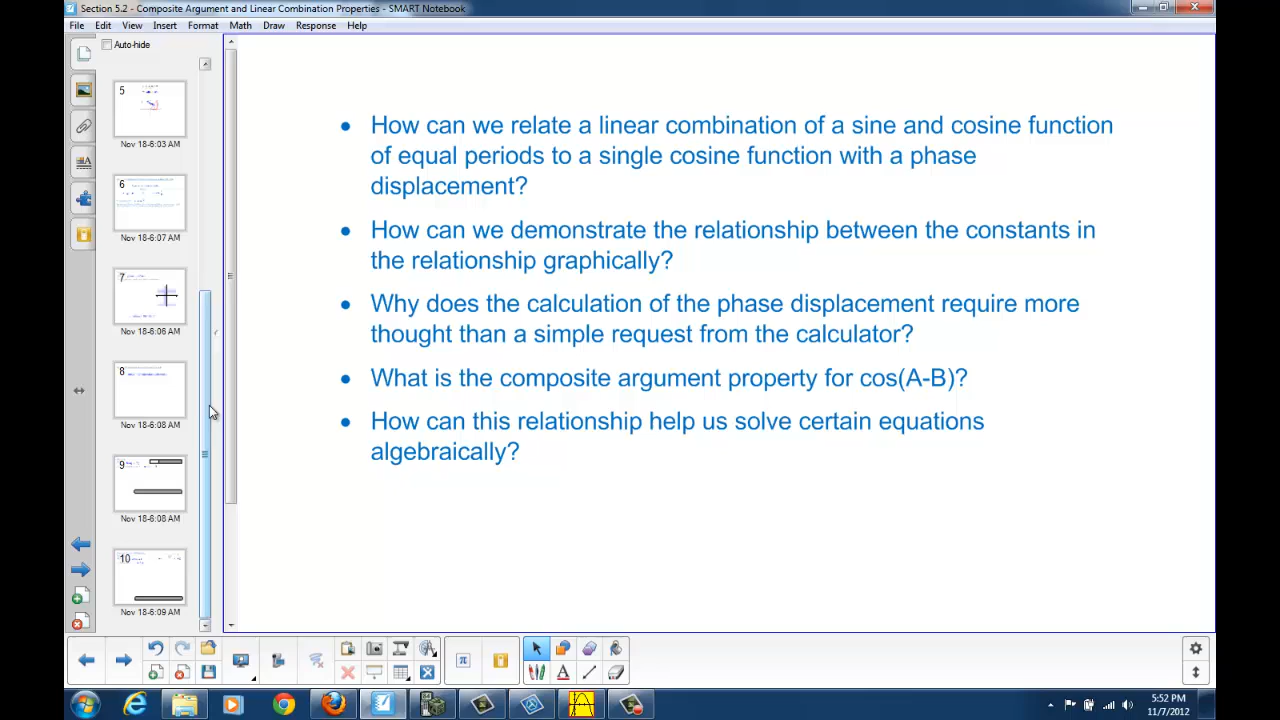 Section 5.2 - Composite Argument and Linear Combination Properties - SMART Notebook
File Edit View Insert Format Math Draw Response Help
Auto-hide
5
Nov 18-6:03 AM
6
Nov 18-6:07 AM
7
Nov 18-6:06 AM
8
Nov 18-6:08 AM
9
Nov 18-6:08 AM
10
Nov 18-6:09 AM
• How can we relate a linear combination of a sine and cosine function
of equal periods to a single cosine function with a phase
displacement?
• How can we demonstrate the relationship between the constants in
the relationship graphically?
• Why does the calculation of the phase displacement require more
thought than a simple request from the calculator?
• What is the composite argument property for cos(A-B)?
• How can this relationship help us solve certain equations
algebraically?
5:52 PM
11/7/2012